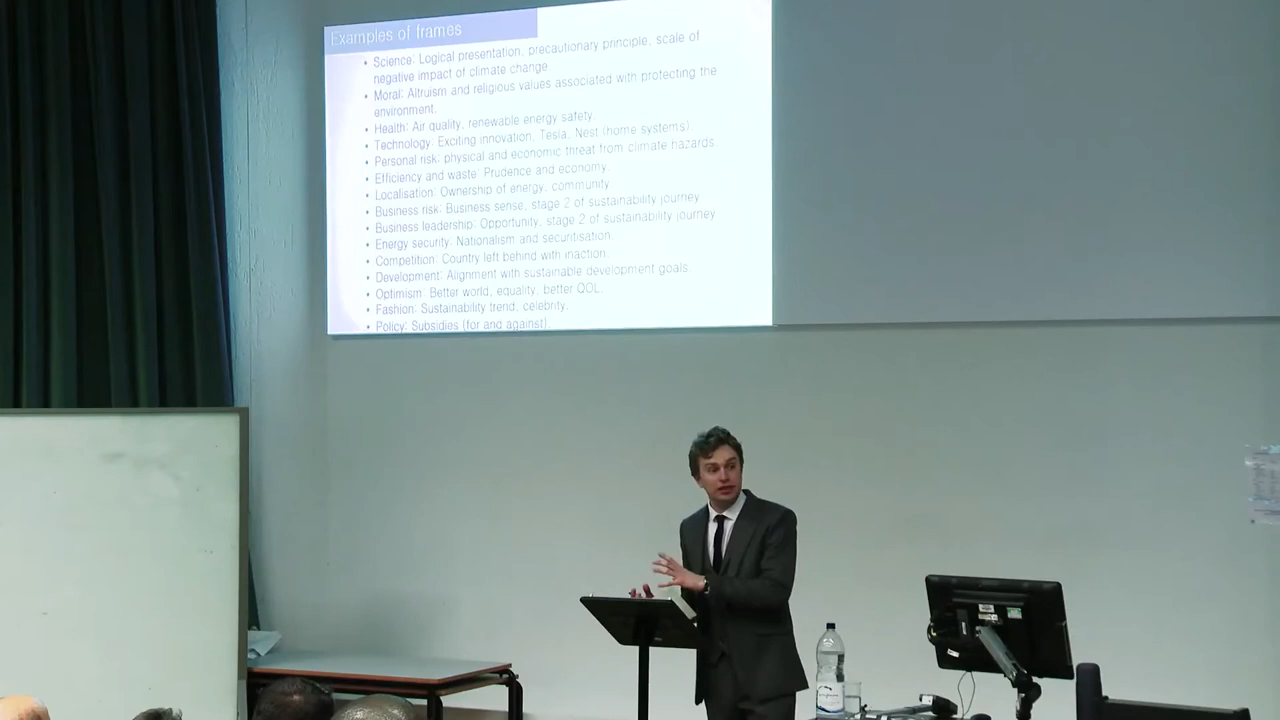 Examples of frames
• Science: Logical presentation, precautionary principle, scale of
negative impact of climate change
• Moral: Altruism and religious values associated with protecting the
environment.
• Health: Air quality, renewable energy safety.
• Technology: Exciting innovation, Tesla, Nest (home systems)
• Personal risk: physical and economic threat from climate hazards
• Efficiency and waste: Prudence and economy.
• Localisation: Ownership of energy, community.
• Business risk: Business sense, stage 2 of sustainability journey
• Business leadership: Opportunity, stage 2 of sustainability journey
• Energy security: Nationalism and securitisation.
• Competition: Country left behind with inaction.
• Development: Alignment with sustainable development goals
• Optimism: Better world, equality, better QOL.
• Fashion: Sustainability trend, celebrity.
• Policy: Subsidies (for and against).